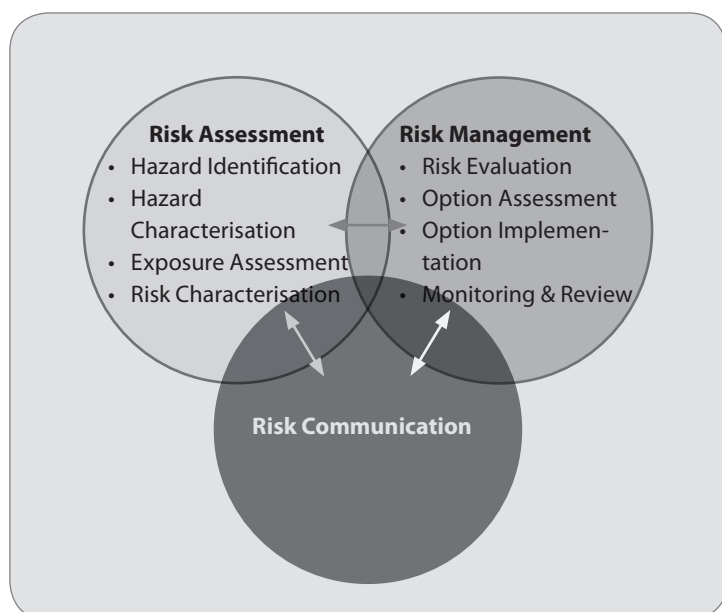 Risk Assessment
• Hazard Identification
• Hazard
Characterisation
• Exposure Assessment
• Risk Characterisation
Risk Management
• Risk Evaluation
• Option Assessment
• Option Implemen-
tation
• Monitoring & Review
Risk Communication